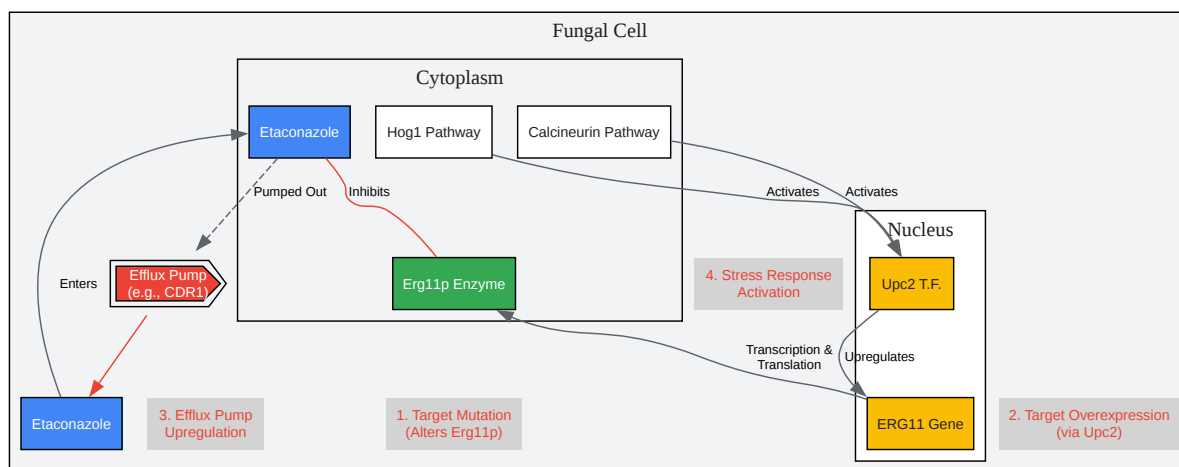 Fungal Cell
Cytoplasm
Etaconazole
Hog1 Pathway
Calcineurin Pathway
Pumped Out
Inhibits
Activates
Activates
Nucleus
Enters
Efflux Pump
(e.g., CDR1)
Erg11p Enzyme
4. Stress Response
Activation
Upc2 T.F.
Transcription &
Translation
Upregulates
Etaconazole
3. Efflux Pump
Upregulation
1. Target Mutation
(Alters Erg11p)
ERG11 Gene
2. Target Overexpression
(via Upc2)